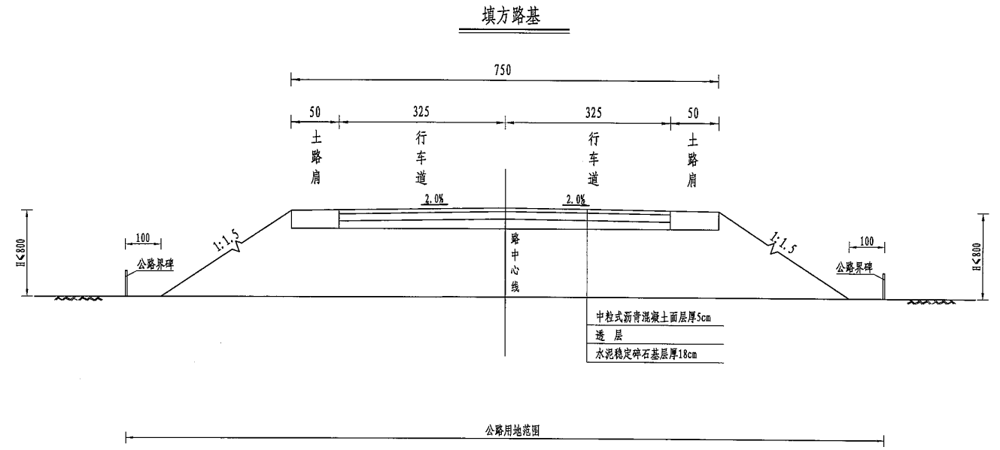 填方路基
750
50 325 325 50
土路肩 行车道 行车道 土路肩
2.0% 2.0%
1:1.5 1:1.5
H≤800 H≤800
100 100
公路界碑 公路界碑
路中心线
中粒式沥青混凝土面层厚5cm
透 层
水泥稳定碎石基层厚18cm
公路用地范围